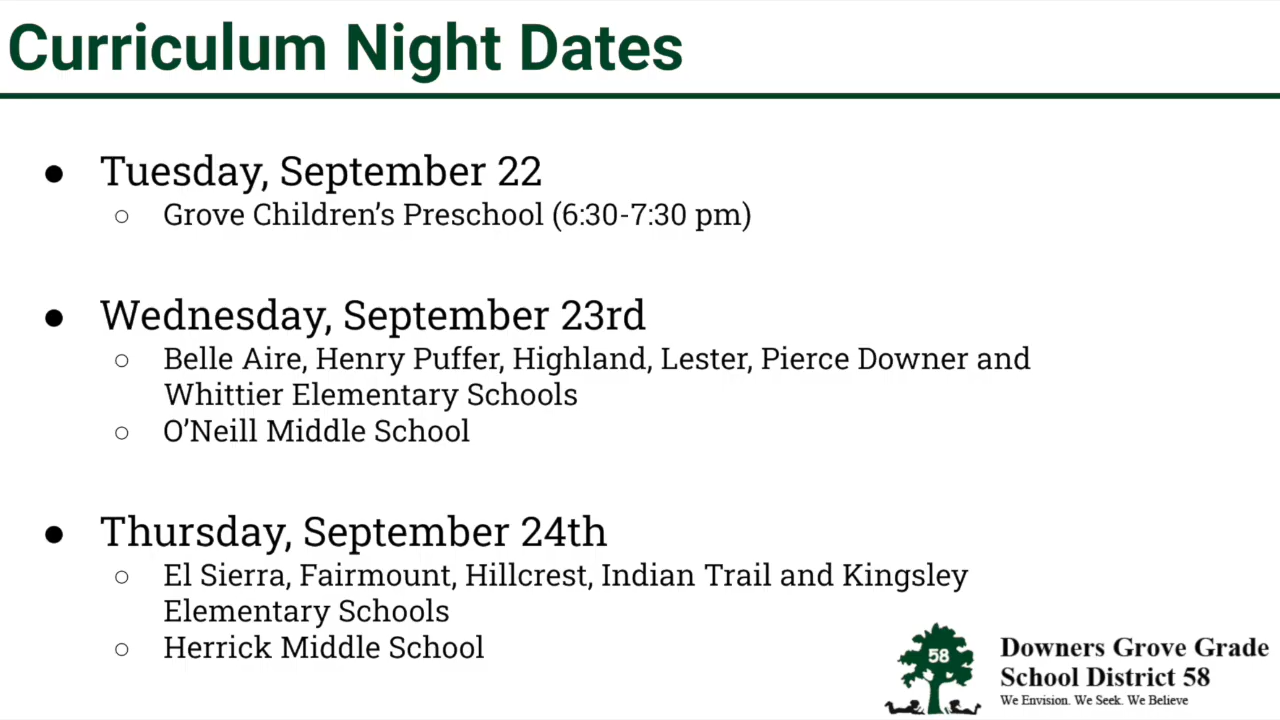 Curriculum Night Dates
● Tuesday, September 22
○ Grove Children’s Preschool (6:30-7:30 pm)
● Wednesday, September 23rd
○ Belle Aire, Henry Puffer, Highland, Lester, Pierce Downer and
Whittier Elementary Schools
○ O’Neill Middle School
● Thursday, September 24th
○ El Sierra, Fairmount, Hillcrest, Indian Trail and Kingsley
Elementary Schools
○ Herrick Middle School
58
Downers Grove Grade
School District 58
We Envision. We Seek. We Believe